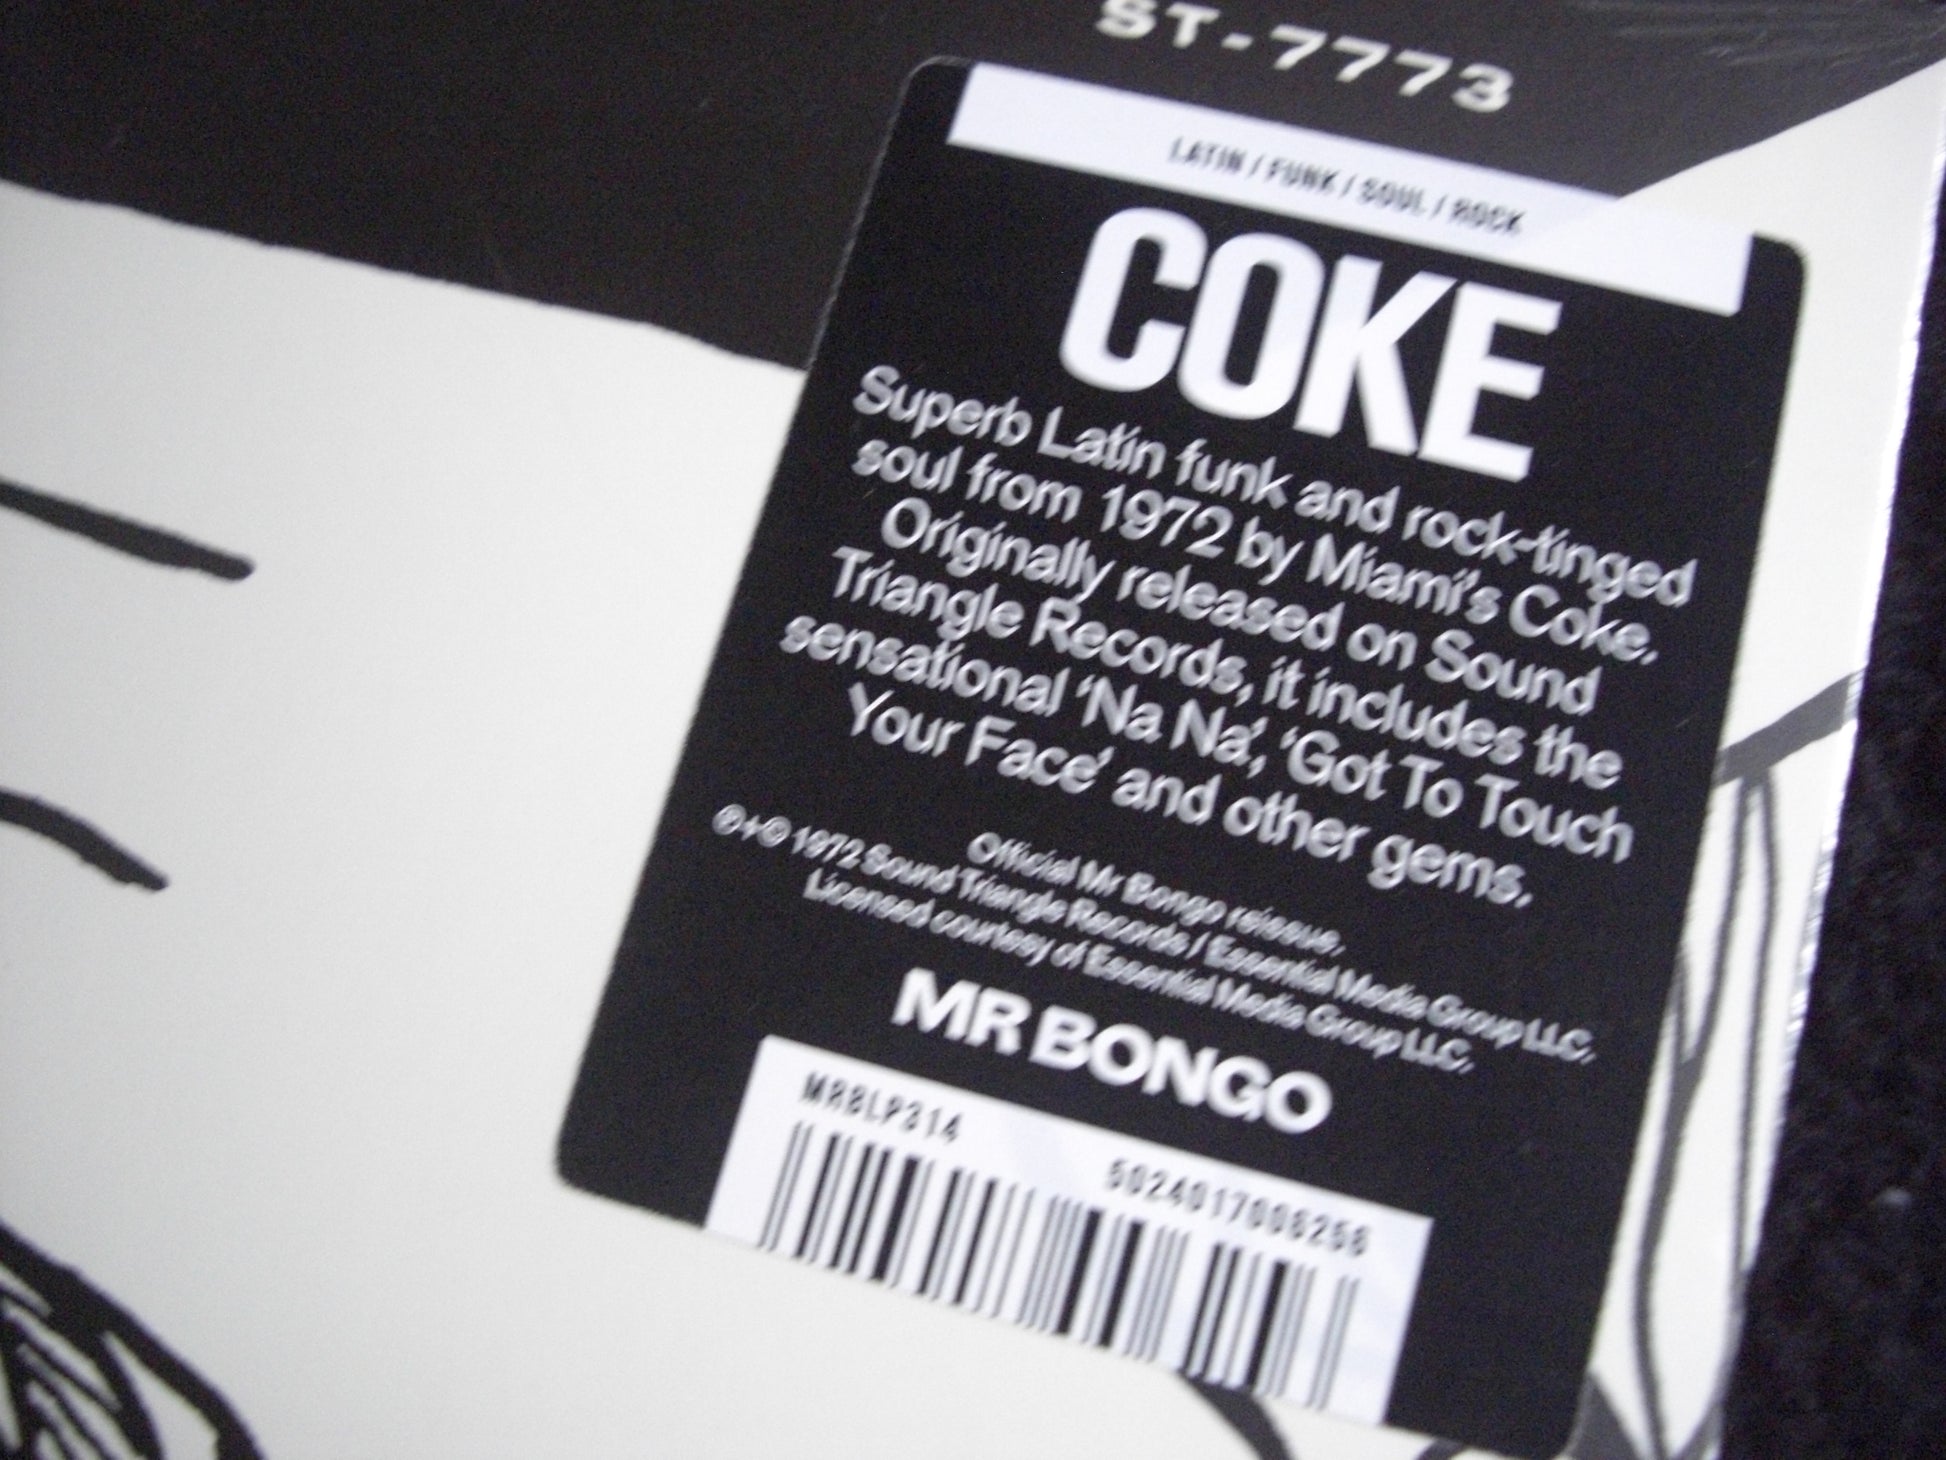 ST-7773
LATIN / FUNK / SOUL / ROCK
COKE
Superb Latin funk and rock-tinged
soul from 1972 by Miami's Coke.
Originally released on Sound
Triangle Records, it includes the
sensational 'Na Na', 'Got To Touch
Your Face' and other gems.
Official Mr Bongo reissue.
℗+© 1972 Sound Triangle Records / Essential Media Group LLC.
Licensed courtesy of Essential Media Group LLC.
MR BONGO
MRBLP314
5024017006256